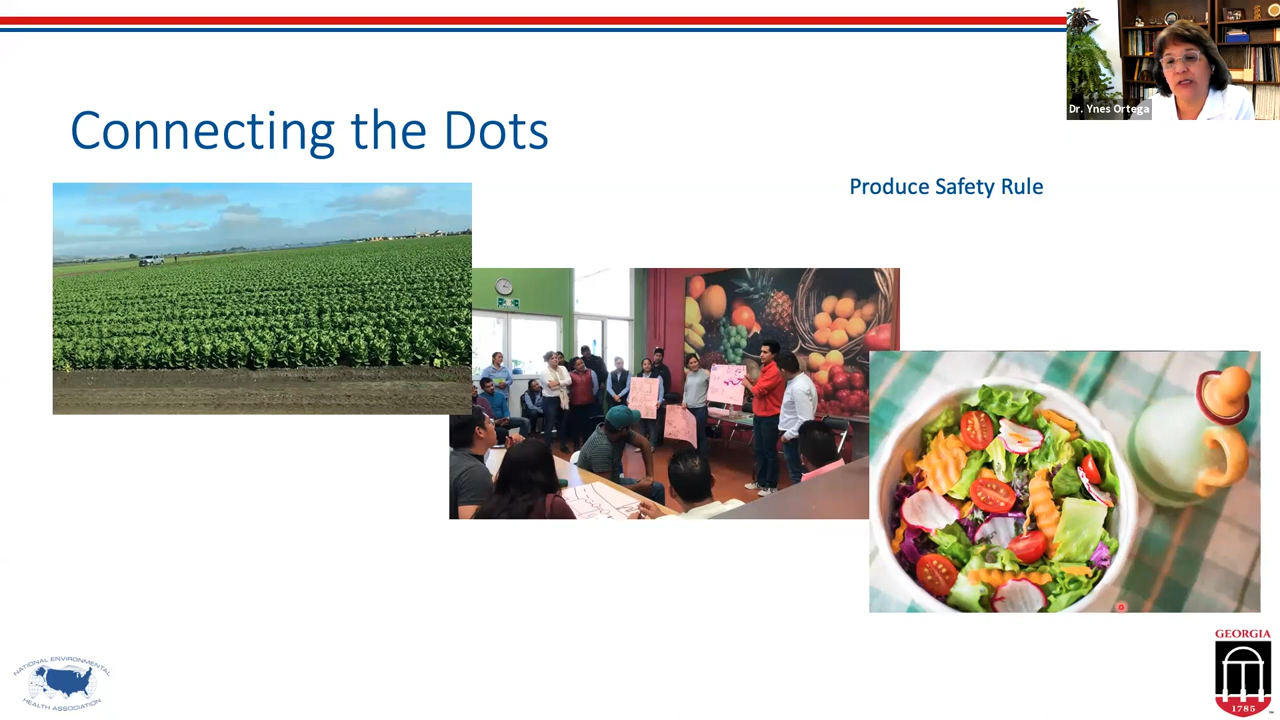 Dr. Ynes Ortega
Connecting the Dots
Produce Safety Rule
NATIONAL ENVIRONMENTAL
HEALTH ASSOCIATION
GEORGIA
1785